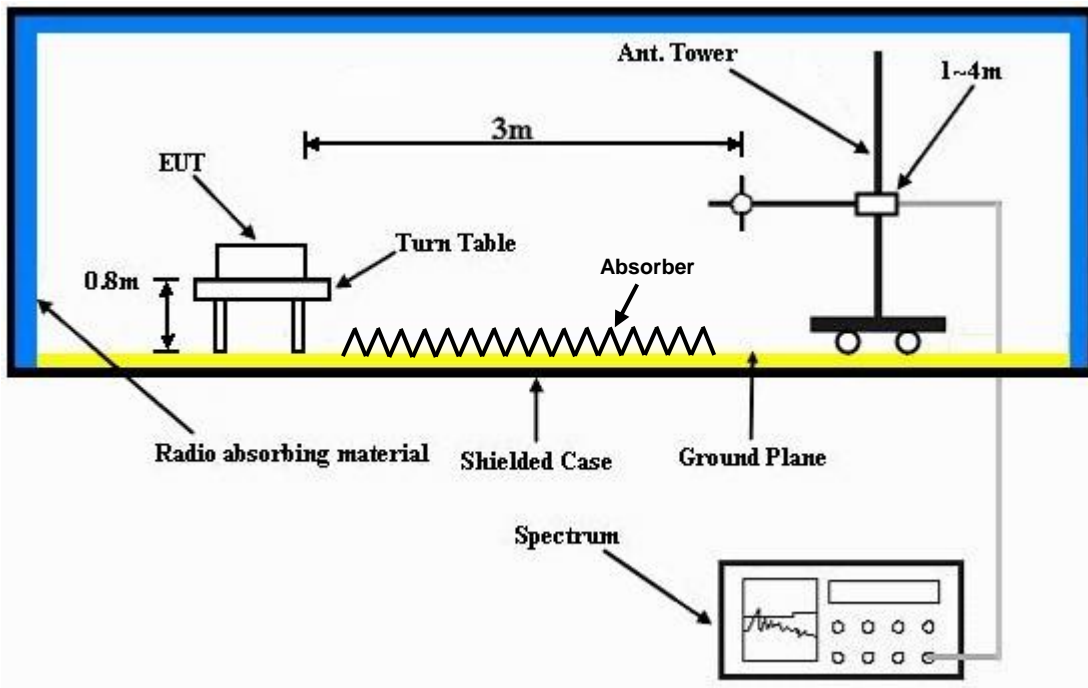 Ant. Tower
1~4m
3m
EUT
Turn Table
0.8m
Absorber
Radio absorbing material
Shielded Case
Ground Plane
Spectrum